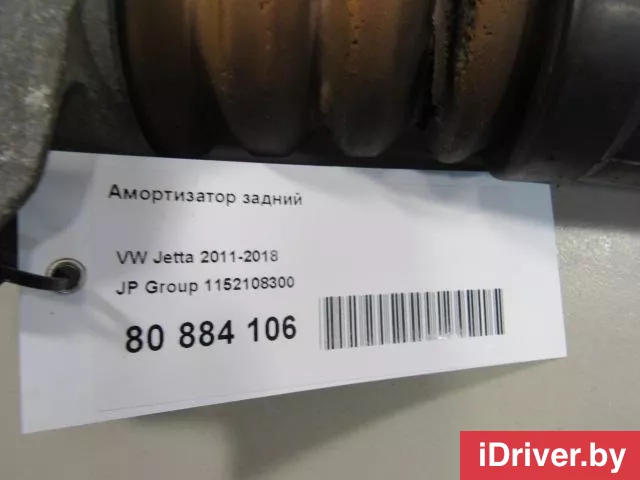 Амортизатор задний
VW Jetta 2011-2018
JP Group 1152108300
80 884 106
iDriver.by